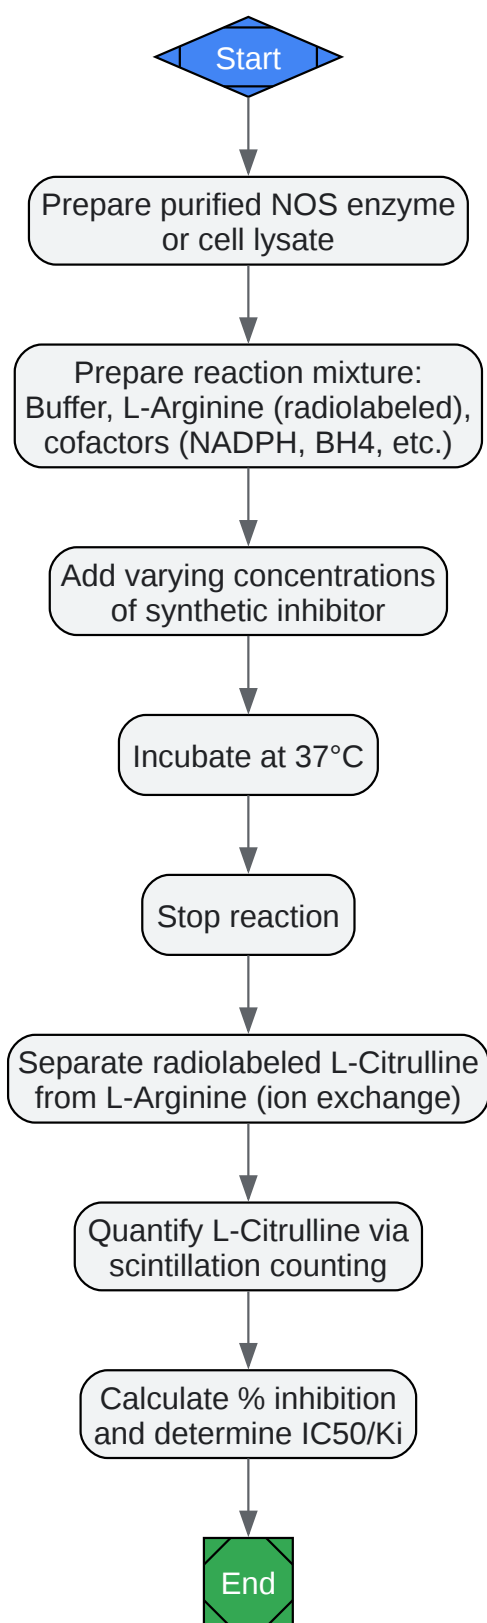 Start
Prepare purified NOS enzyme
or cell lysate
Prepare reaction mixture:
Buffer, L-Arginine (radiolabeled),
cofactors (NADPH, BH4, etc.)
Add varying concentrations
of synthetic inhibitor
Incubate at 37°C
Stop reaction
Separate radiolabeled L-Citrulline
from L-Arginine (ion exchange)
Quantify L-Citrulline via
scintillation counting
Calculate % inhibition
and determine IC50/Ki
End